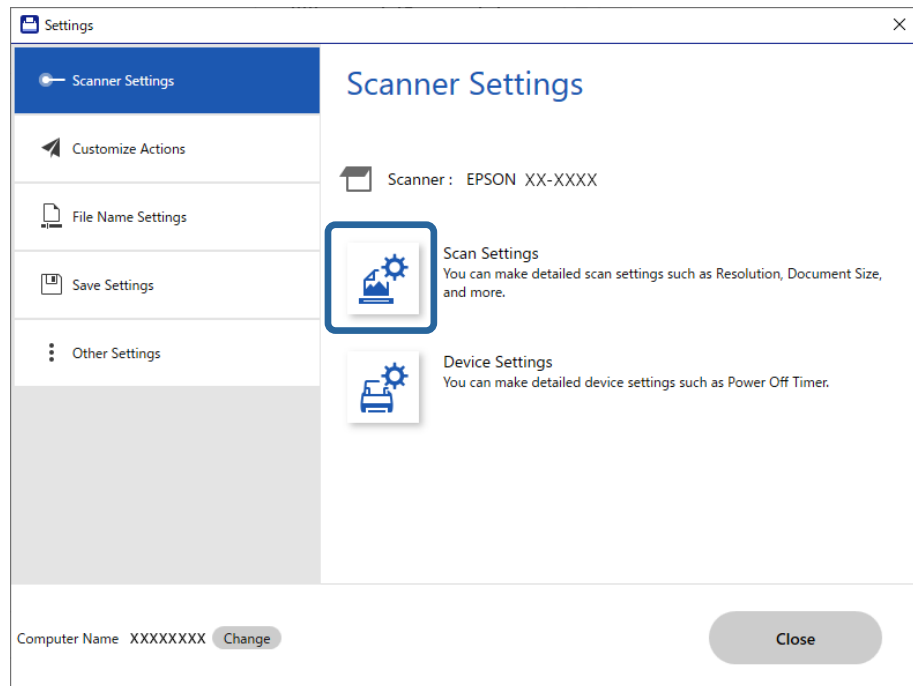 Settings
Scanner Settings
Customize Actions
File Name Settings
Save Settings
Other Settings
Scanner Settings
Scanner : EPSON XX-XXXX
Scan Settings
You can make detailed scan settings such as Resolution, Document Size,
and more.
Device Settings
You can make detailed device settings such as Power Off Timer.
Computer Name XXXXXXXX Change
Close